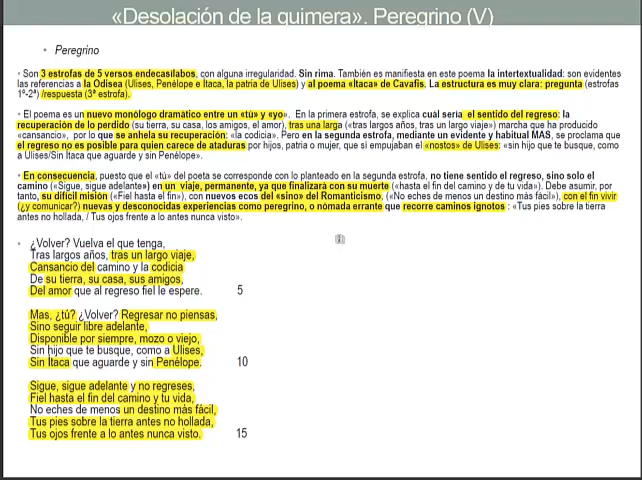 «Desolación de la quimera». Peregrino (V)
• Peregrino
• Son 3 estrofas de 5 versos endecasílabos, con alguna irregularidad. Sin rima. También es manifiesta en este poema la intertextualidad: son evidentes
las referencias a la Odisea (Ulises, Penélope e Ítaca, la patria de Ulises) y al poema «Ítaca» de Cavafis. La estructura es muy clara: pregunta (estrofas
1ª-2ª) /respuesta (3ª estrofa).
• El poema es un nuevo monólogo dramático entre un «tú» y «yo». En la primera estrofa, se explica cuál sería el sentido del regreso: la
recuperación de lo perdido (su tierra, su casa, los amigos, el amor), tras una larga («tras largos años, tras un largo viaje») marcha que ha producido
«cansancio», por lo que se anhela su recuperación: «la codicia». Pero en la segunda estrofa, mediante un evidente y habitual MAS, se proclama que
el regreso no es posible para quien carece de ataduras por hijos, patria o mujer, que sí empujaban el «nostos» de Ulises: «sin hijo que te busque, como
a Ulises/Sin Ítaca que aguarde y sin Penélope».
• En consecuencia, puesto que el «tú» del poeta se corresponde con lo planteado en la segunda estrofa, no tiene sentido el regreso, sino solo el
camino («Sigue, sigue adelante») en un viaje, permanente, ya que finalizará con su muerte («hasta el fin del camino y de tu vida»). Debe asumir, por
tanto, su difícil misión («Fiel hasta el fin»), con nuevos ecos del «sino» del Romanticismo, («No eches de menos un destino más fácil»), con el fin vivir
(¿y comunicar?) nuevas y desconocidas experiencias como peregrino, o nómada errante que recorre caminos ignotos : «Tus pies sobre la tierra
antes no hollada, / Tus ojos frente a lo antes nunca visto».
• ¿Volver? Vuelva el que tenga,
Tras largos años, tras un largo viaje,
Cansancio del camino y la codicia
De su tierra, su casa, sus amigos,
Del amor que al regreso fiel le espere. 5
Mas, ¿tú? ¿Volver? Regresar no piensas,
Sino seguir libre adelante,
Disponible por siempre, mozo o viejo,
Sin hijo que te busque, como a Ulises,
Sin Ítaca que aguarde y sin Penélope. 10
Sigue, sigue adelante y no regreses,
Fiel hasta el fin del camino y tu vida,
No eches de menos un destino más fácil,
Tus pies sobre la tierra antes no hollada,
Tus ojos frente a lo antes nunca visto. 15